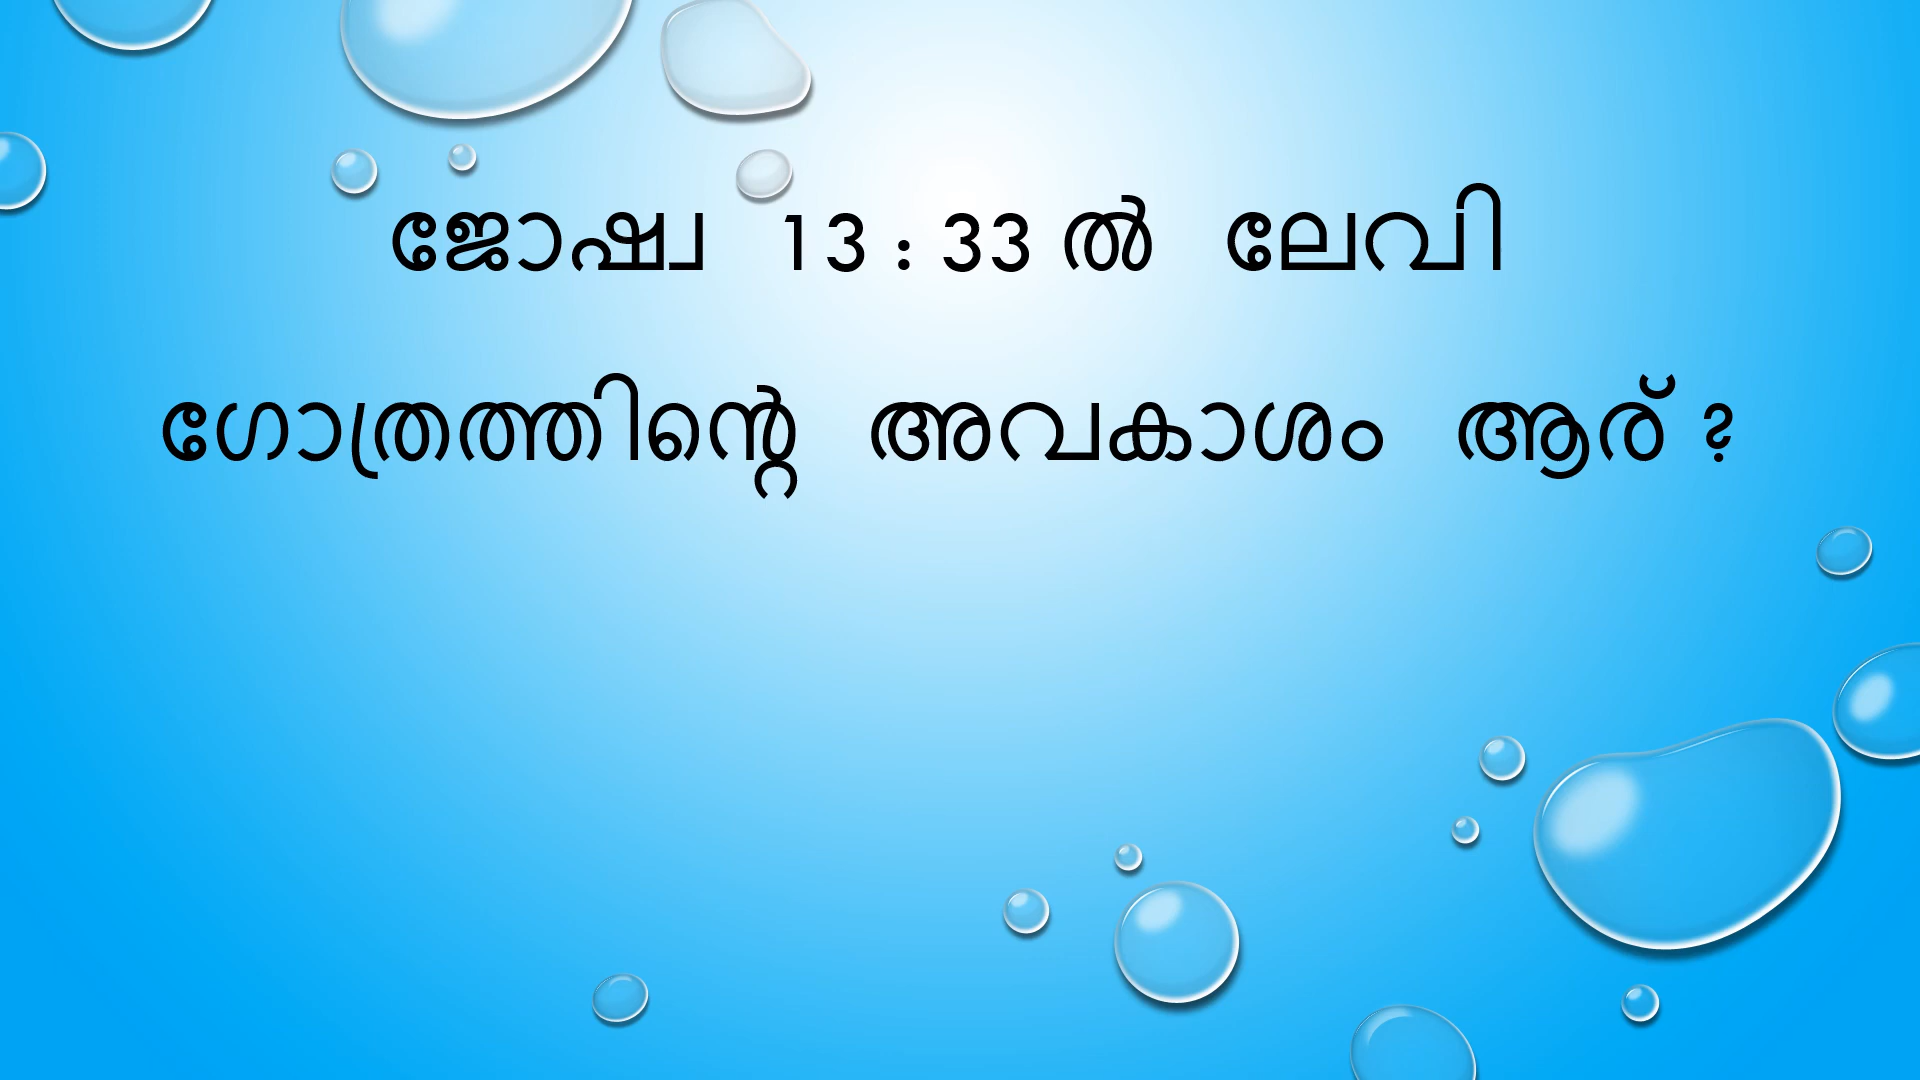 ജോഷ്വ 13 : 33 ൽ ലേവി
ഗോത്രത്തിന്റെ അവകാശം ആര് ?